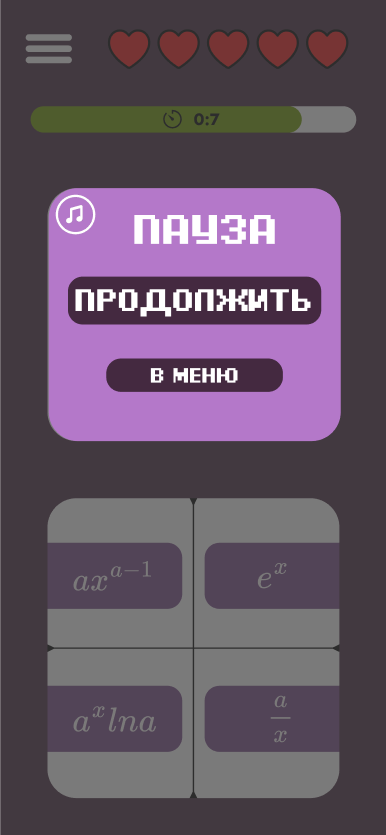 0:7
ПАУЗА
ПРОДОЛЖИТЬ
В МЕНЮ
ax^{a-1}
e^x
a^x lna
a/x